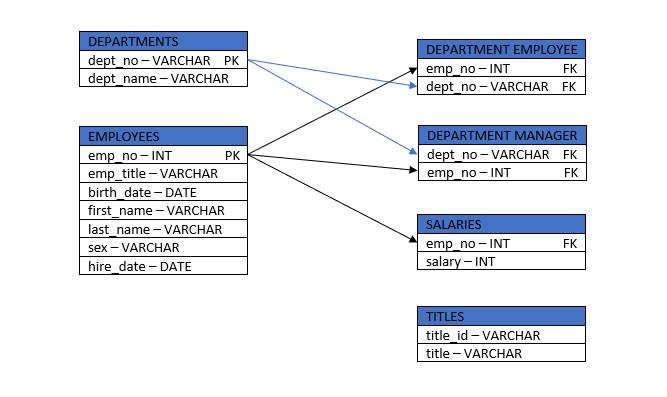 DEPARTMENTS
dept_no – VARCHAR PK
dept_name – VARCHAR
EMPLOYEES
emp_no – INT PK
emp_title – VARCHAR
birth_date – DATE
first_name – VARCHAR
last_name – VARCHAR
sex – VARCHAR
hire_date – DATE
DEPARTMENT EMPLOYEE
emp_no – INT FK
dept_no – VARCHAR FK
DEPARTMENT MANAGER
dept_no – VARCHAR FK
emp_no – INT FK
SALARIES
emp_no – INT FK
salary – INT
TITLES
title_id – VARCHAR
title – VARCHAR